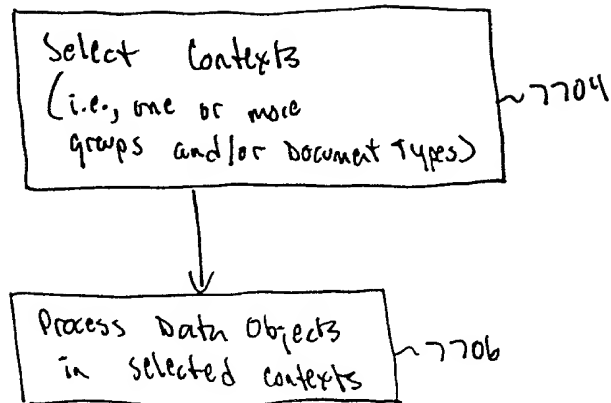 Select Contexts
(i.e., one or more
groups and/or Document Types)
~7704
Process Data Objects
in selected contexts
~7706